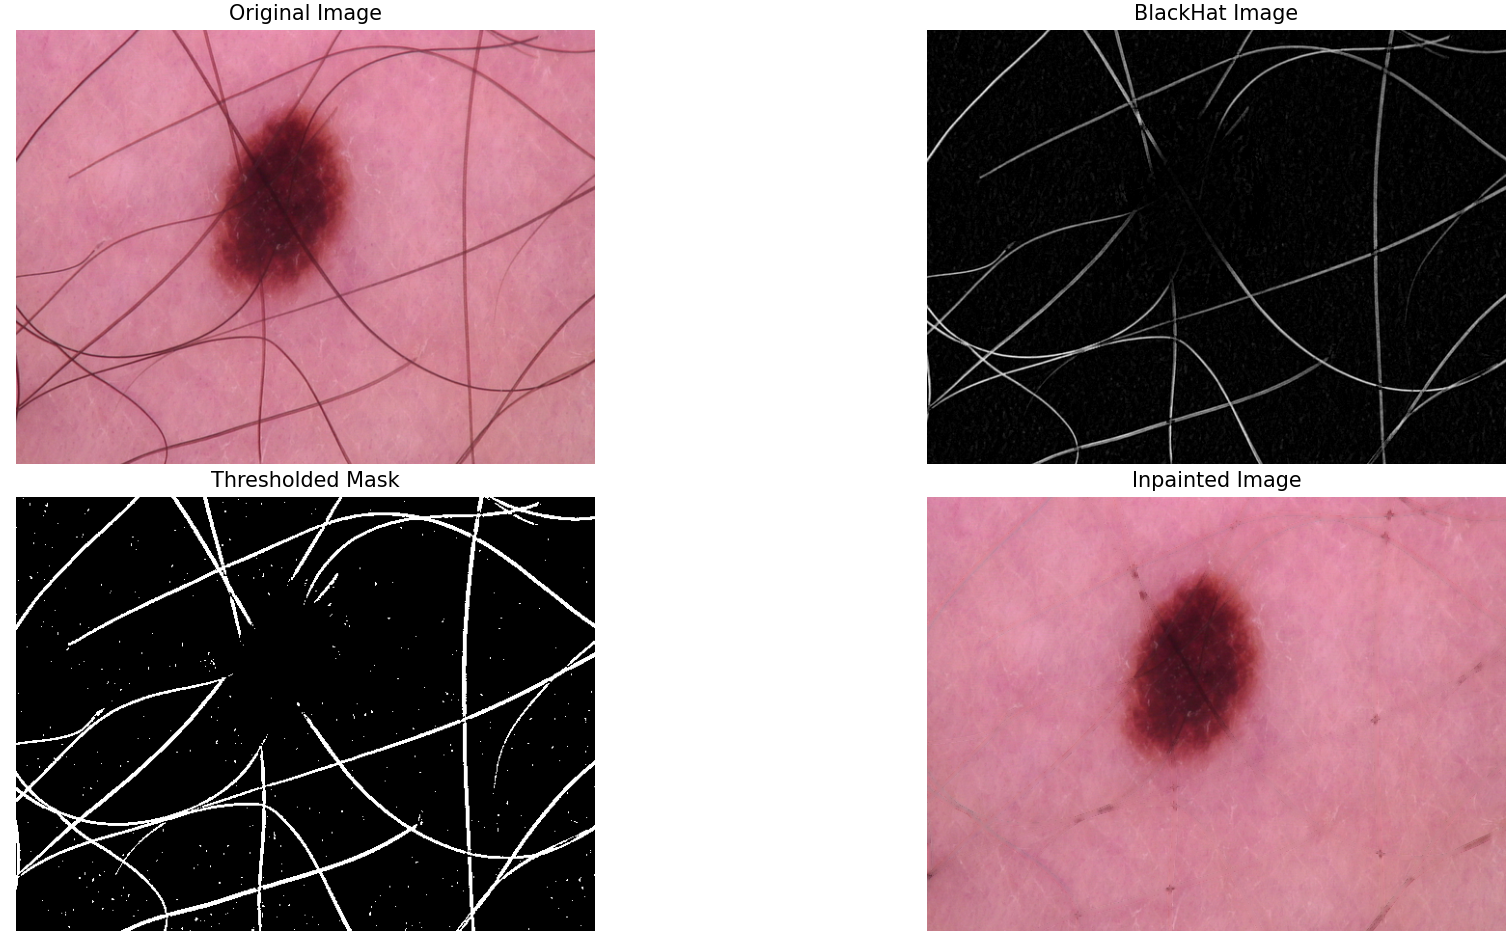 Original Image
BlackHat Image
Thresholded Mask
Inpainted Image